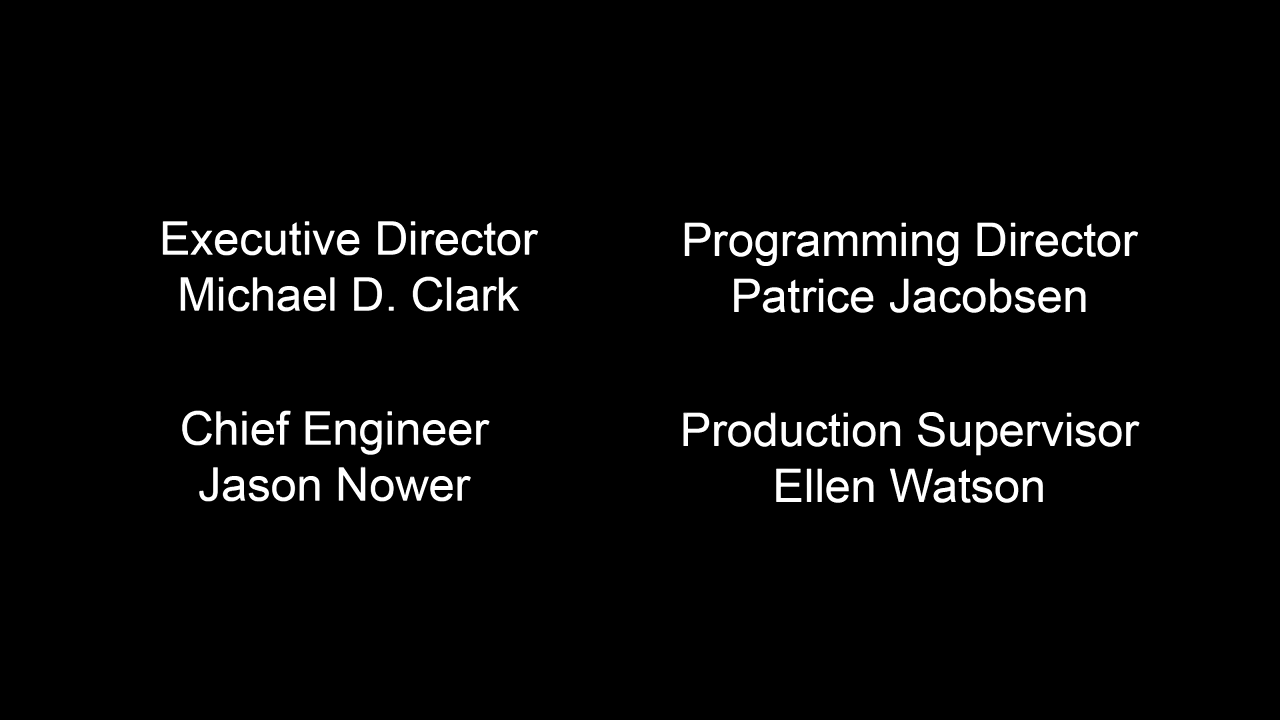 Executive Director
Michael D. Clark
Programming Director
Patrice Jacobsen
Chief Engineer
Jason Nower
Production Supervisor
Ellen Watson